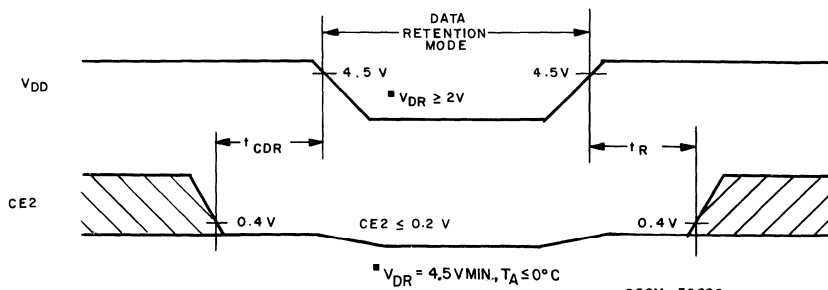 DATA
RETENTION
MODE
4.5 V
4.5V
VDD
■ VDR ≥ 2V
tCDR
tR
CE2
0.4 V
CE2 ≤ 0.2 V
0.4V
■ VDR = 4.5V MIN., TA ≤ 0°C